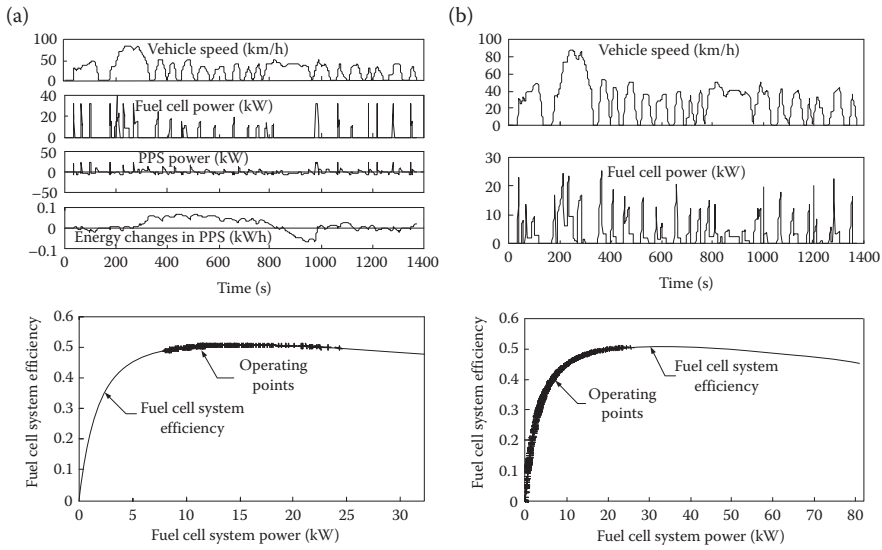 (a)
100
50
0
Vehicle speed (km/h)
40
20
0
Fuel cell power (kW)
50
0
−50
PPS power (kW)
0.1
0
−0.1
Energy changes in PPS (kWh)
0 200 400 600 800 1000 1200 1400
Time (s)
0.6
0.5
0.4
0.3
0.2
0.1
0
Fuel cell system efficiency
Operating
points
Fuel cell system
efficiency
0 5 10 15 20 25 30
Fuel cell system power (kW)
(b)
100
80
60
40
20
0
Vehicle speed (km/h)
30
20
10
0
Fuel cell power (kW)
0 200 400 600 800 1000 1200 1400
Time (s)
0.6
0.5
0.4
0.3
0.2
0.1
0
Fuel cell system efficiency
Fuel cell system
efficiency
Operating
points
0 10 20 30 40 50 60 70 80
Fuel cell system power (kW)